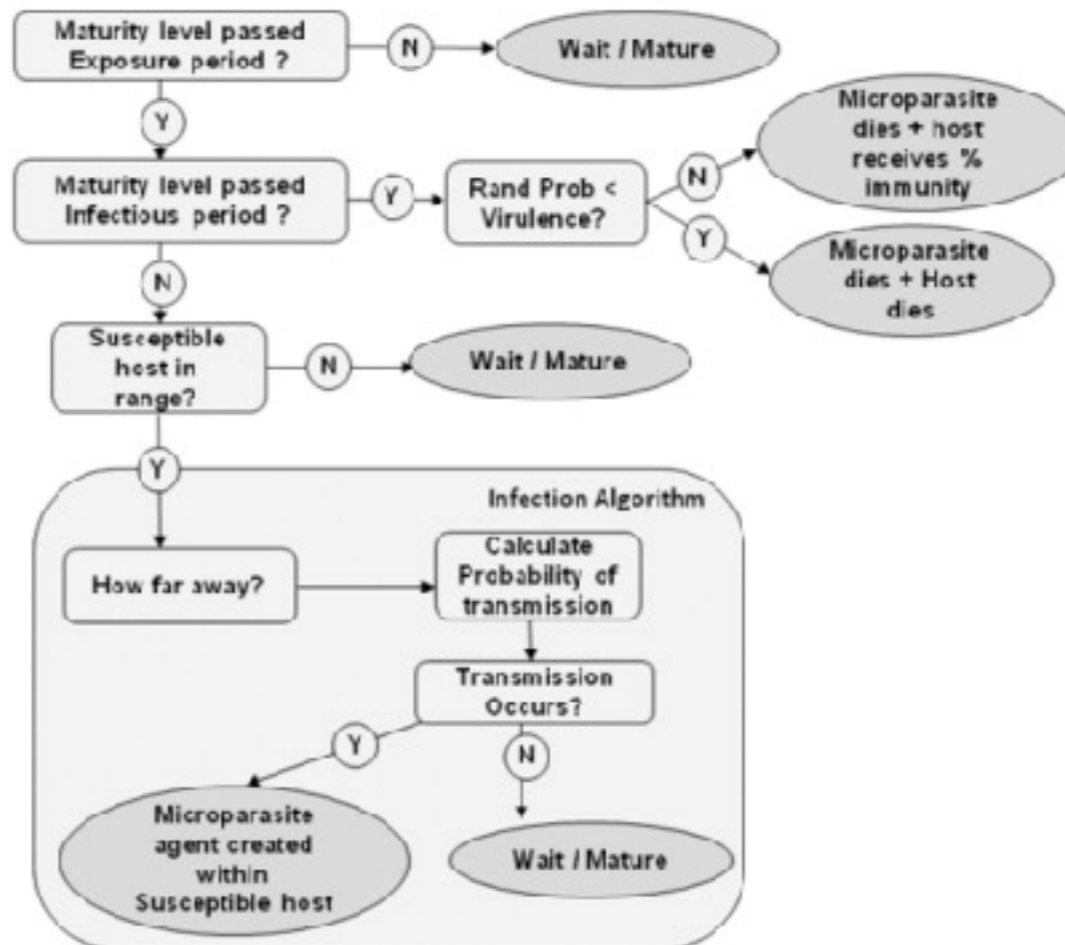 Maturity level passed
Exposure period ?
N
Wait / Mature
Y
Microparasite
dies + host
receives %
immunity
Maturity level passed
Infectious period ?
Y
Rand Prob <
Virulence?
N
Y
Microparasite
dies + Host
dies
N
Susceptible
host in
range?
N
Wait / Mature
Y
Infection Algorithm
How far away?
Calculate
Probability of
transmission
Transmission
Occurs?
Y
N
Microparasite
agent created
within
Susceptible host
Wait / Mature